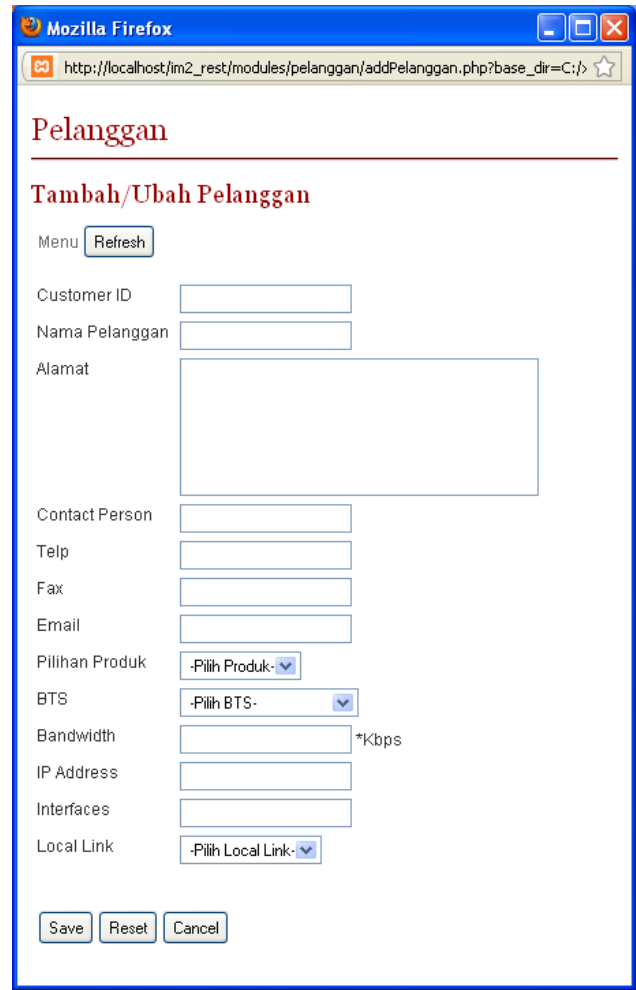 Mozilla Firefox
http://localhost/im2_rest/modules/pelanggan/addPelanggan.php?base_dir=C:/>
Pelanggan
Tambah/Ubah Pelanggan
Menu Refresh
Customer ID
Nama Pelanggan
Alamat
Contact Person
Telp
Fax
Email
Pilihan Produk -Pilih Produk-
BTS -Pilih BTS-
Bandwidth *Kbps
IP Address
Interfaces
Local Link -Pilih Local Link-
Save Reset Cancel